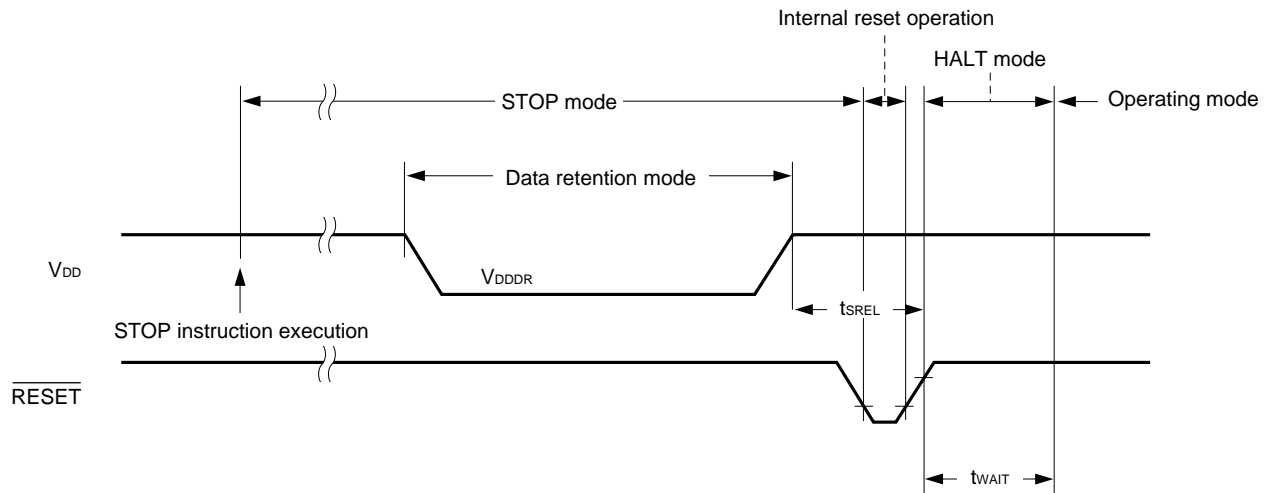 Internal reset operation
HALT mode
STOP mode
Operating mode
Data retention mode
VDD
VDDDR
tSREL
STOP instruction execution
RESET
tWAIT